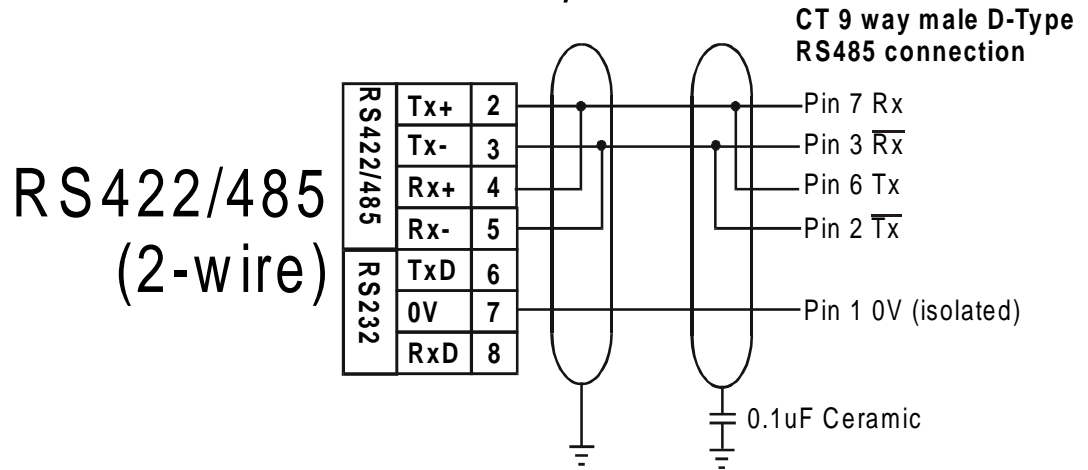 CT 9 way male D-Type
RS485 connection
RS422/485
(2-wire)
RS422/485
RS232
Tx+ 2
Tx- 3
Rx+ 4
Rx- 5
TxD 6
0V 7
RxD 8
Pin 7 Rx
Pin 3 R̅x̅
Pin 6 Tx
Pin 2 T̅x̅
Pin 1 0V (isolated)
0.1uF Ceramic